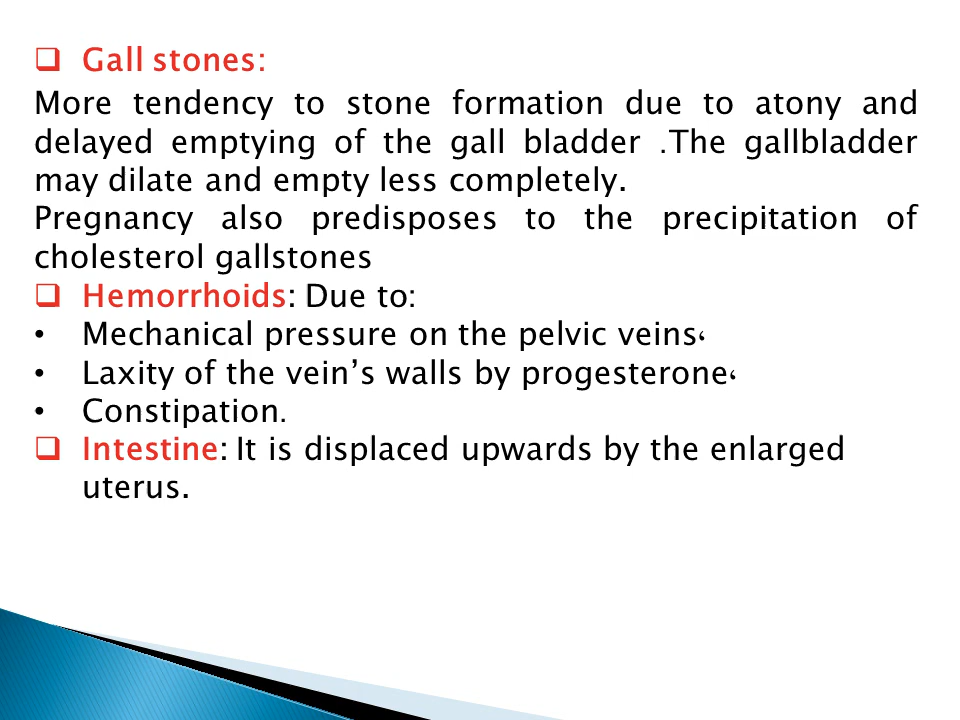 ❑ Gall stones:
More tendency to stone formation due to atony and
delayed emptying of the gall bladder .The gallbladder
may dilate and empty less completely.
Pregnancy also predisposes to the precipitation of
cholesterol gallstones
❑ Hemorrhoids: Due to:
• Mechanical pressure on the pelvic veins،
• Laxity of the vein’s walls by progesterone،
• Constipation.
❑ Intestine: It is displaced upwards by the enlarged
uterus.